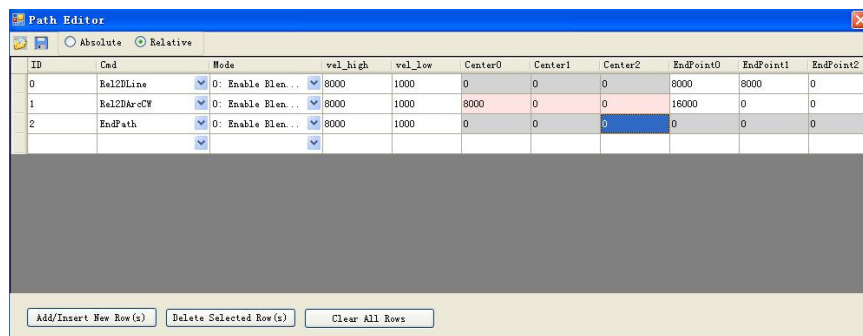 Path Editor
Absolute Relative
ID Cmd Mode vel_high vel_low Center0 Center1 Center2 EndPoint0 EndPoint1 EndPoint2
0 Rel2DLine 0: Enable Blen... 8000 1000 0 0 0 8000 8000 0
1 Rel2DArcCW 0: Enable Blen... 8000 1000 8000 0 0 16000 0 0
2 EndPath 0: Enable Blen... 8000 1000 0 0 0 0 0 0
Add/Insert New Row(s) Delete Selected Row(s) Clear All Rows